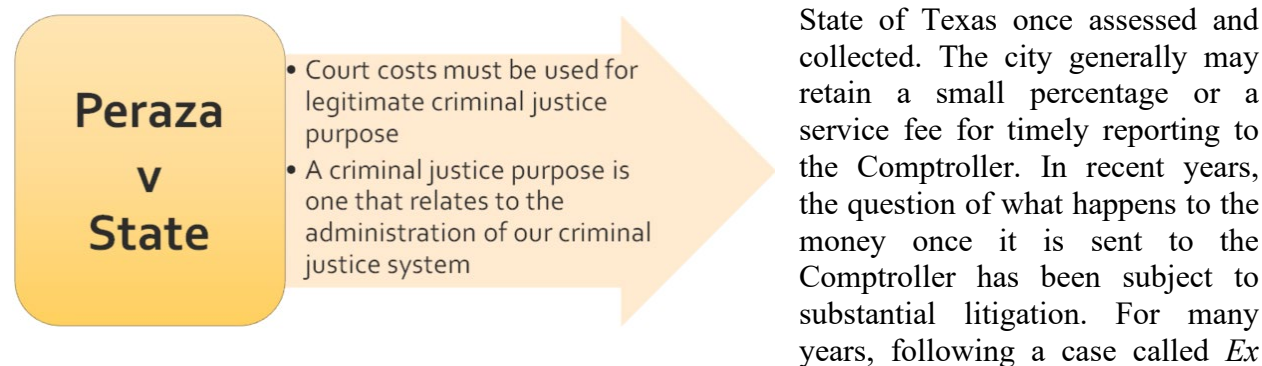 Peraza
v
State
• Court costs must be used for
legitimate criminal justice
purpose
• A criminal justice purpose is
one that relates to the
administration of our criminal
justice system
State of Texas once assessed and
collected. The city generally may
retain a small percentage or a
service fee for timely reporting to
the Comptroller. In recent years,
the question of what happens to the
money once it is sent to the
Comptroller has been subject to
substantial litigation. For many
years, following a case called Ex